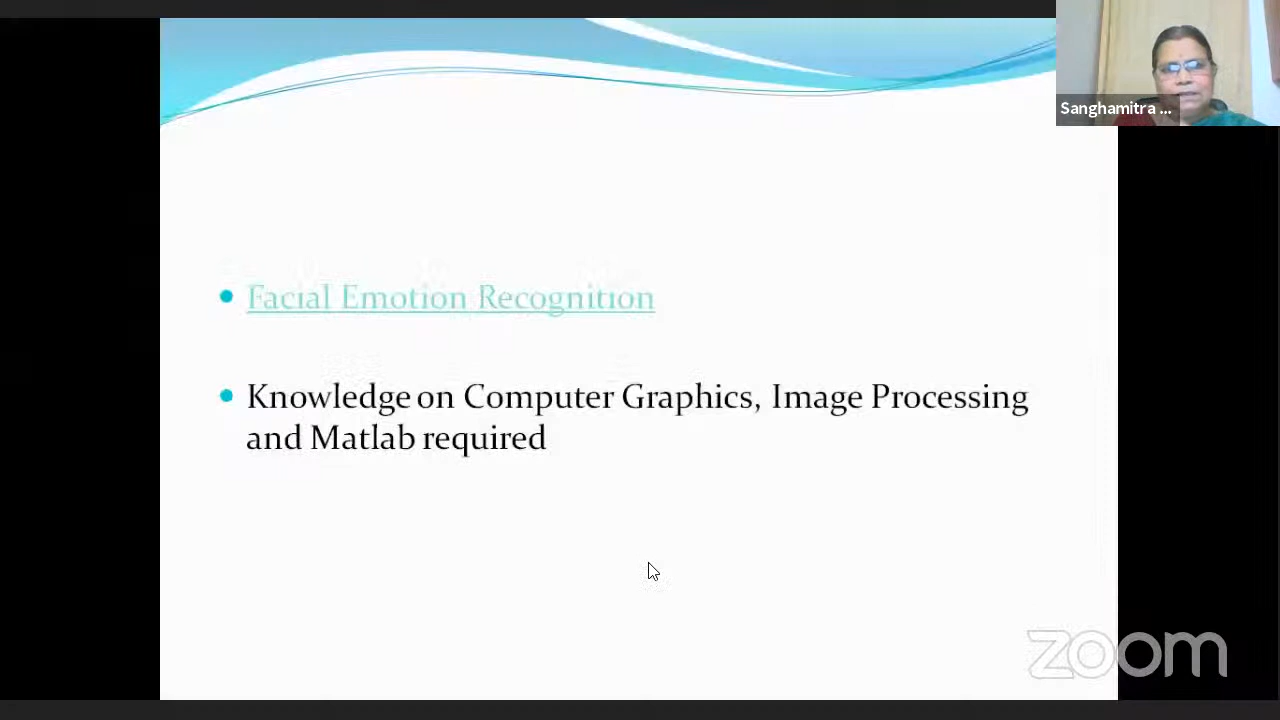 Sanghamitra ...
Facial Emotion Recognition
Knowledge on Computer Graphics, Image Processing
and Matlab required
zoom